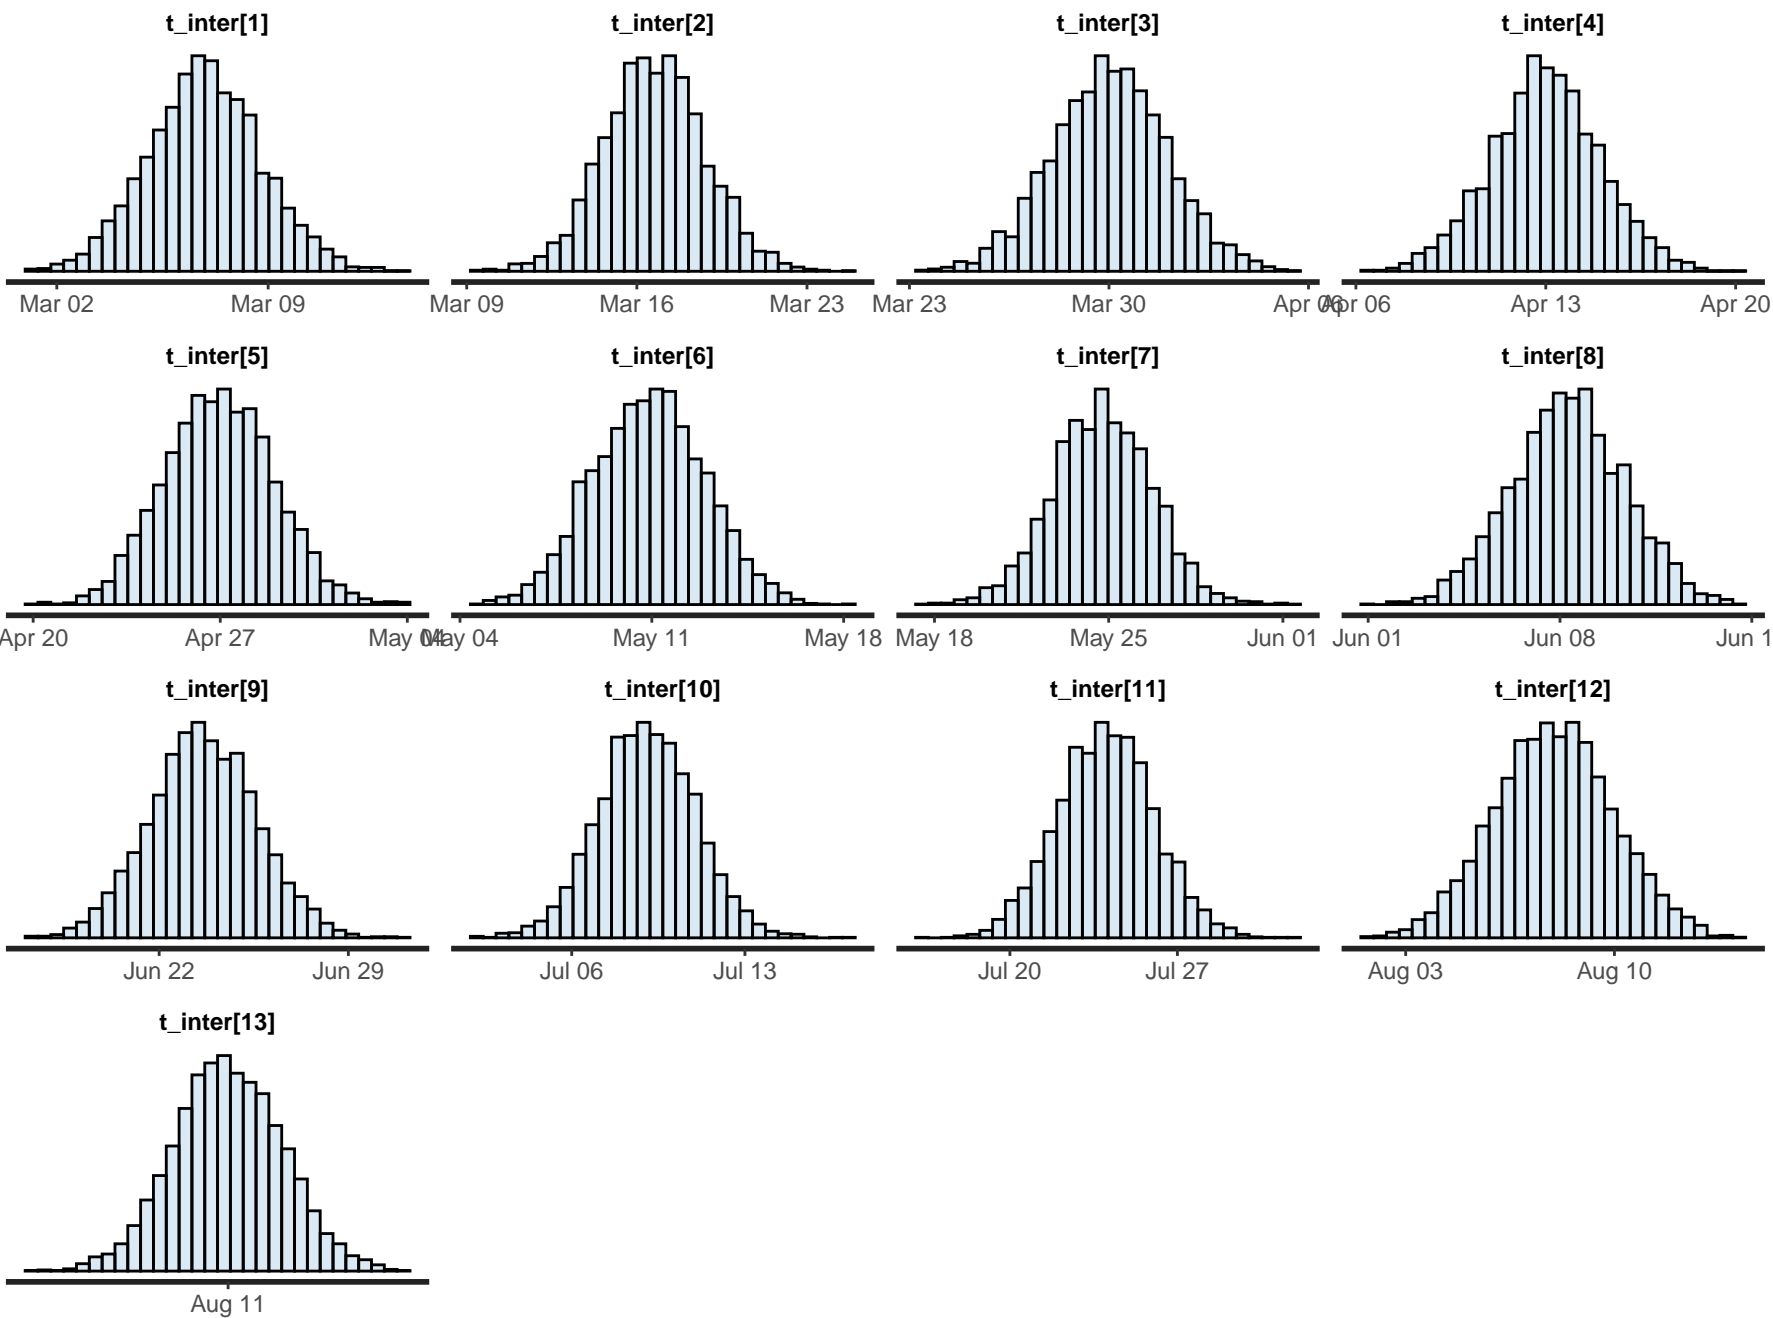 t_inter[1] t_inter[2] t_inter[3] t_inter[4]
Mar 02 Mar 09 Mar 09 Mar 16 Mar 23 Mar 23 Mar 30 Apr 06 Apr 06 Apr 13 Apr 20
t_inter[5] t_inter[6] t_inter[7] t_inter[8]
Apr 20 Apr 27 May 04 May 04 May 11 May 18 May 18 May 25 Jun 01 Jun 01 Jun 08 Jun 1
t_inter[9] t_inter[10] t_inter[11] t_inter[12]
Jun 22 Jun 29 Jul 06 Jul 13 Jul 20 Jul 27 Aug 03 Aug 10
t_inter[13]
Aug 11